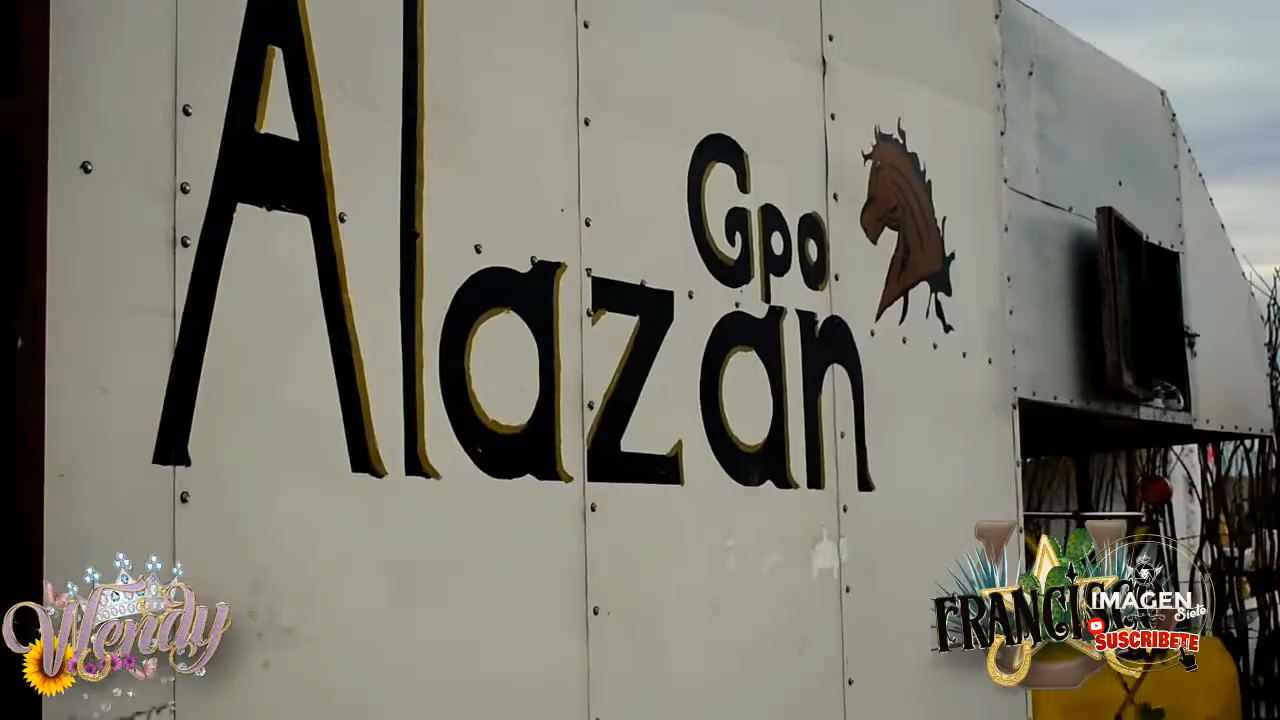 Gpo
Alazan
Wendy
FRANCISCO
IMAGEN
Siete
SUSCRIBETE